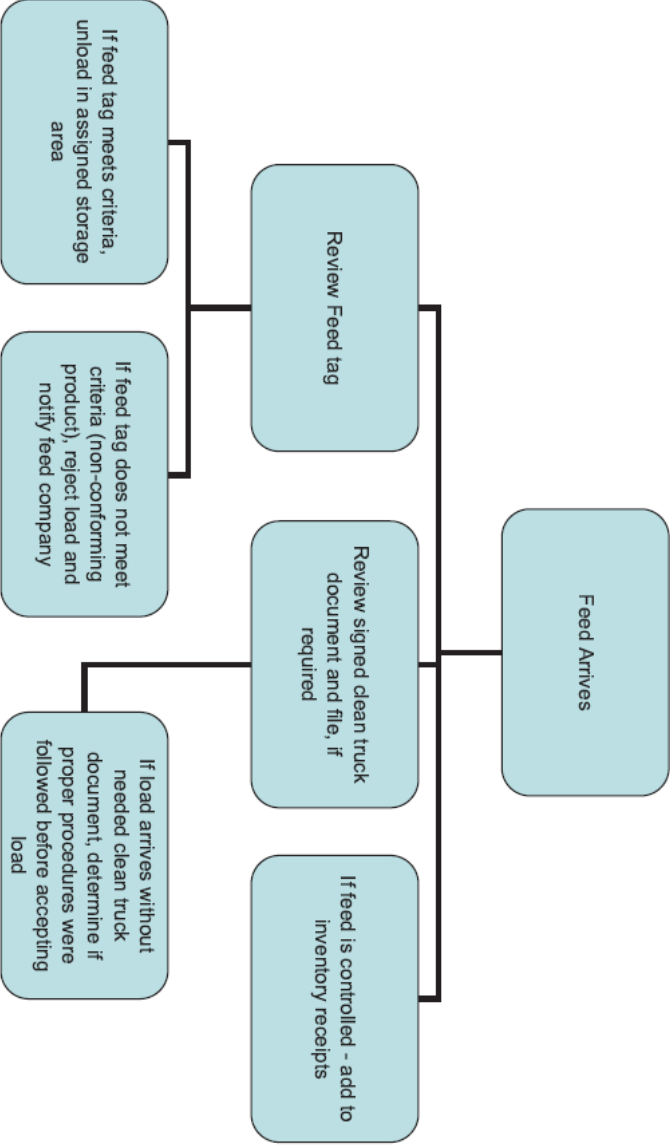 Feed Arrives
Review Feed tag
Review signed clean truck
document and file, if
required
If feed is controlled - add to
inventory receipts
If feed tag meets criteria,
unload in assigned storage
area
If feed tag does not meet
criteria (non-conforming
product), reject load and
notify feed company
If load arrives without
needed clean truck
document, determine if
proper procedures were
followed before accepting
load